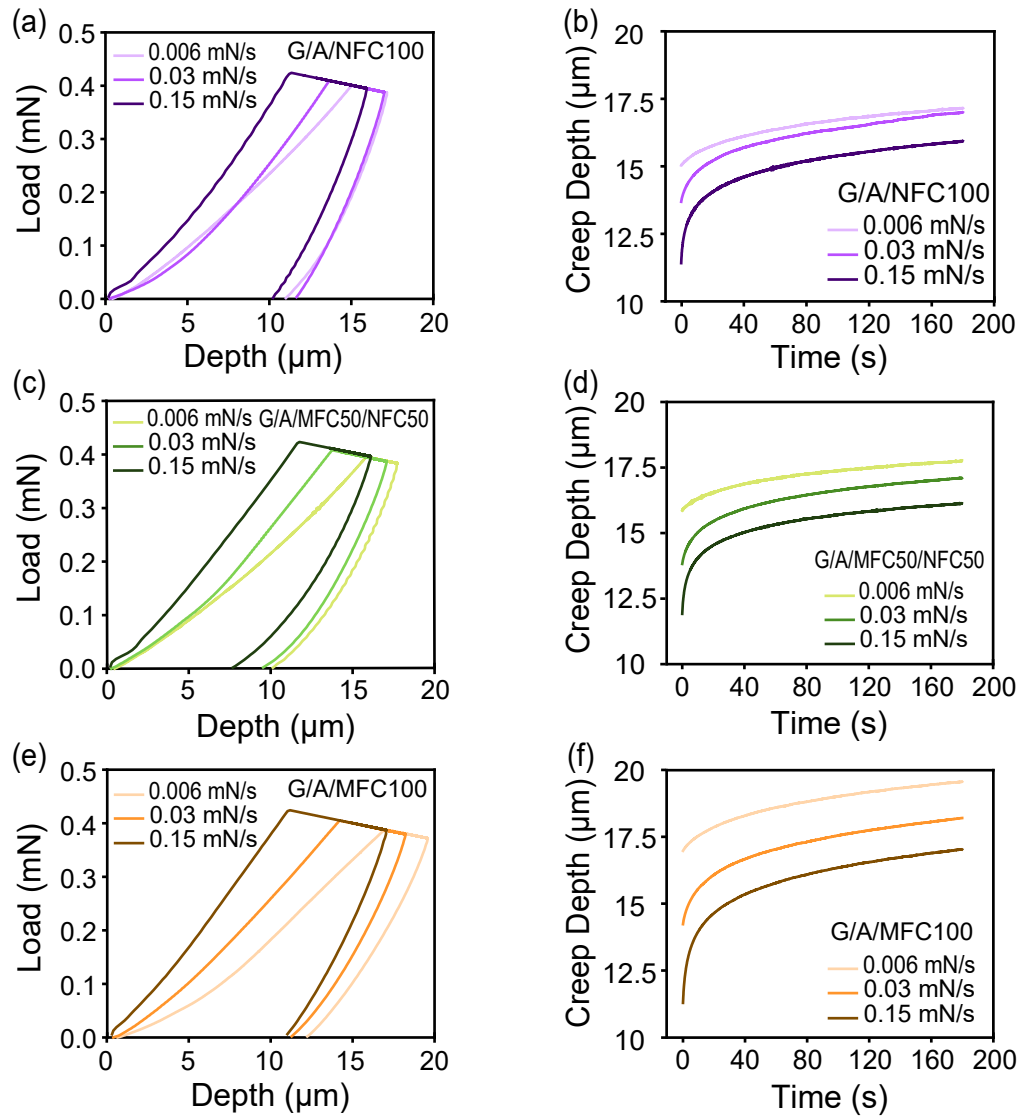 (a)
0.5
0.4
0.3
0.2
0.1
0.0
Load (mN)
0.006 mN/s
0.03 mN/s
0.15 mN/s
G/A/NFC100
0 5 10 15 20
Depth (µm)
(b)
20
17.5
15
12.5
10
Creep Depth (µm)
G/A/NFC100
0.006 mN/s
0.03 mN/s
0.15 mN/s
0 40 80 120 160 200
Time (s)
(c)
0.5
0.4
0.3
0.2
0.1
0.0
Load (mN)
0.006 mN/s
0.03 mN/s
0.15 mN/s
G/A/MFC50/NFC50
0 5 10 15 20
Depth (µm)
(d)
20
17.5
15
12.5
10
Creep Depth (µm)
G/A/MFC50/NFC50
0.006 mN/s
0.03 mN/s
0.15 mN/s
0 40 80 120 160 200
Time (s)
(e)
0.5
0.4
0.3
0.2
0.1
0.0
Load (mN)
0.006 mN/s
0.03 mN/s
0.15 mN/s
G/A/MFC100
0 5 10 15 20
Depth (µm)
(f)
20
17.5
15
12.5
10
Creep Depth (µm)
G/A/MFC100
0.006 mN/s
0.03 mN/s
0.15 mN/s
0 40 80 120 160 200
Time (s)